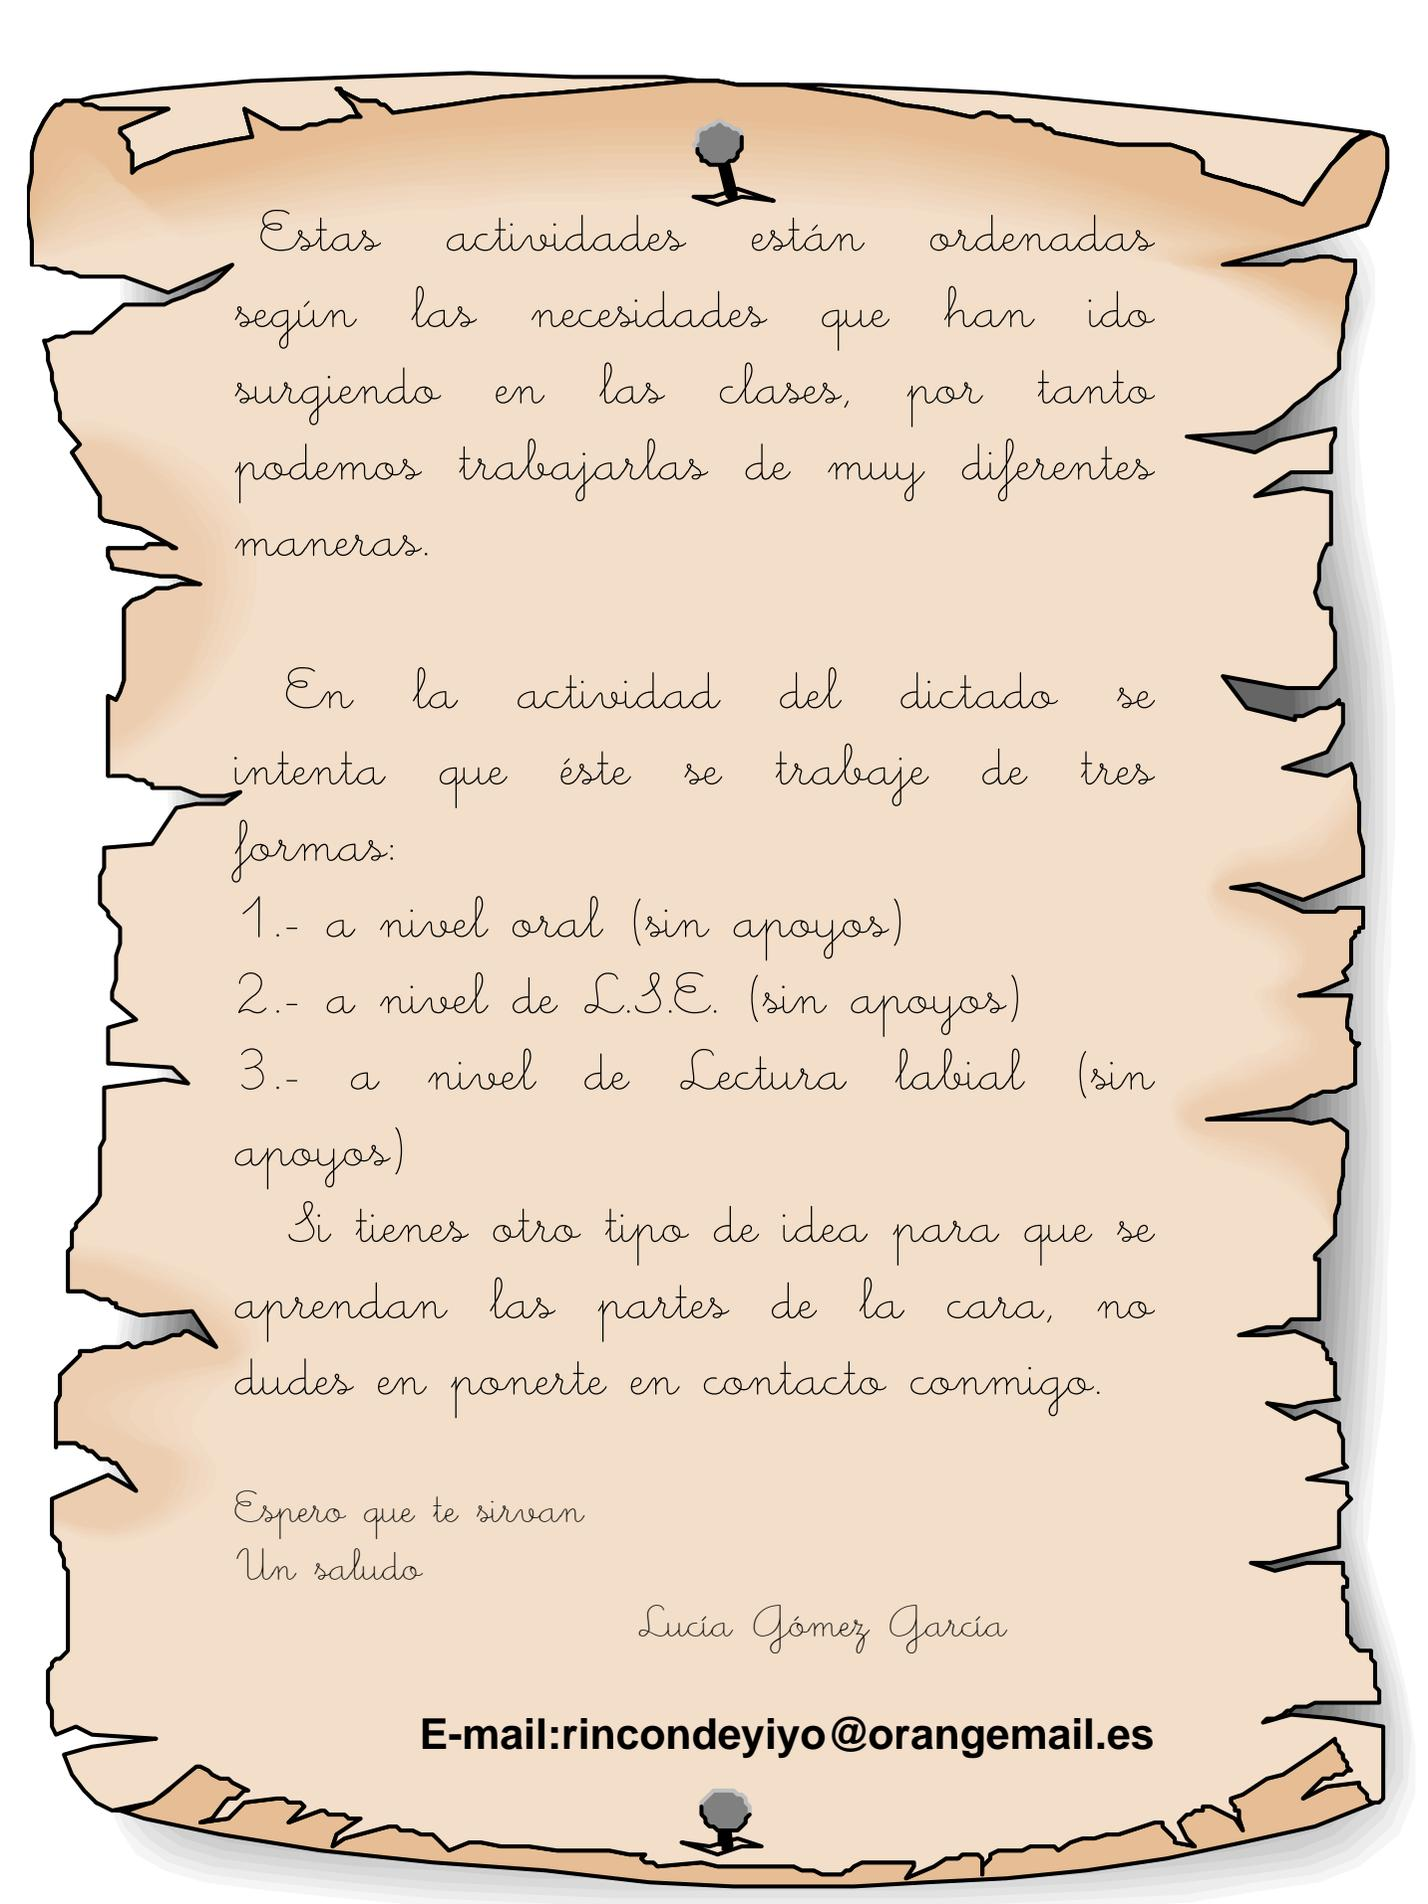 Estas actividades están ordenadas
según las necesidades que han ido
surgiendo en las clases, por tanto
podemos trabajarlas de muy diferentes
maneras.
En la actividad del dictado se
intenta que éste se trabaje de tres
formas:
1.- a nivel oral (sin apoyos)
2.- a nivel de L.S.E. (sin apoyos)
3.- a nivel de Lectura labial (sin
apoyos)
Si tienes otro tipo de idea para que se
aprendan las partes de la cara, no
dudes en ponerte en contacto conmigo.
Espero que te sirvan
Un saludo
Lucía Gómez García
E-mail:rincondeyiyo@orangemail.es